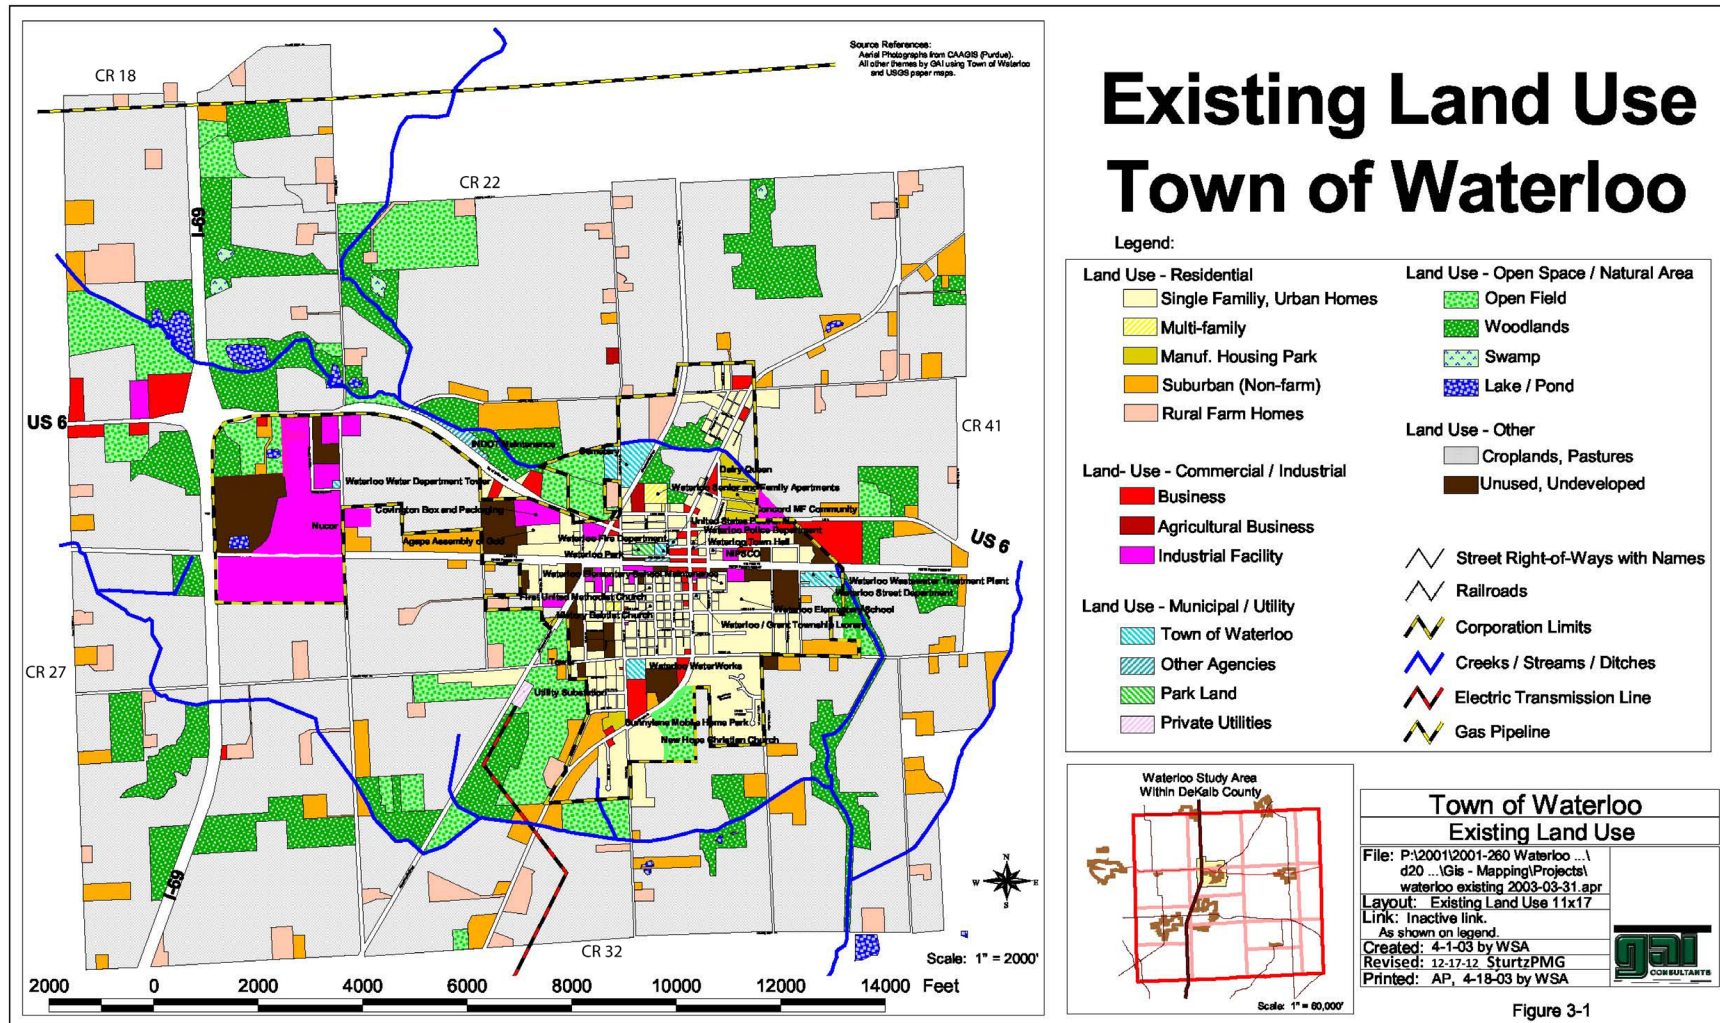 Source References:
Aerial Photographs from CAAGIS (Purdue).
All other themes by GAI using Town of Waterloo
and USGS paper maps.
CR 18
CR 22
I-69
US 6
CR 41
INDOT Maintenance
Cemetery
Dairy Queen
Waterloo Water Department Tower
Waterloo Senior and Family Apartments
Covington Box and Packaging
Concord MF Community
Nucor
United States
Waterloo Police Department
Agape Assembly of God
Waterloo Fire Department
Waterloo Town Hall
US 6
Waterloo Park
NIPSCO
Waterloo Elementary School Maintenance
Waterloo Wastewater Treatment Plant
Waterloo Street Department
First United Methodist Church
Waterloo Elementary School
Baptist Church
Waterloo / Grant Township Library
CR 27
Waterloo WaterWorks
Utility Substation
Sunnylane Mobile Home Park
New Hope Christian Church
I-69
CR 32
N
W
E
S
Scale: 1" = 2000'
2000 0 2000 4000 6000 8000 10000 12000 14000 Feet
Existing Land Use
Town of Waterloo
Legend:
Land Use - Residential
Single Familiy, Urban Homes
Multi-family
Manuf. Housing Park
Suburban (Non-farm)
Rural Farm Homes
Land- Use - Commercial / Industrial
Business
Agricultural Business
Industrial Facility
Land Use - Municipal / Utility
Town of Waterloo
Other Agencies
Park Land
Private Utilities
Land Use - Open Space / Natural Area
Open Field
Woodlands
Swamp
Lake / Pond
Land Use - Other
Croplands, Pastures
Unused, Undeveloped
Street Right-of-Ways with Names
Railroads
Corporation Limits
Creeks / Streams / Ditches
Electric Transmission Line
Gas Pipeline
Waterloo Study Area
Within DeKalb County
Scale: 1" = 60,000'
Town of Waterloo
Existing Land Use
File: P:\2001\2001-260 Waterloo ...\
d20 ...\Gis - Mapping\Projects\
waterloo existing 2003-03-31.apr
Layout: Existing Land Use 11x17
Link: Inactive link.
As shown on legend.
Created: 4-1-03 by WSA
Revised: 12-17-12 SturtzPMG
Printed: AP, 4-18-03 by WSA
gai
CONSULTANTS
Figure 3-1